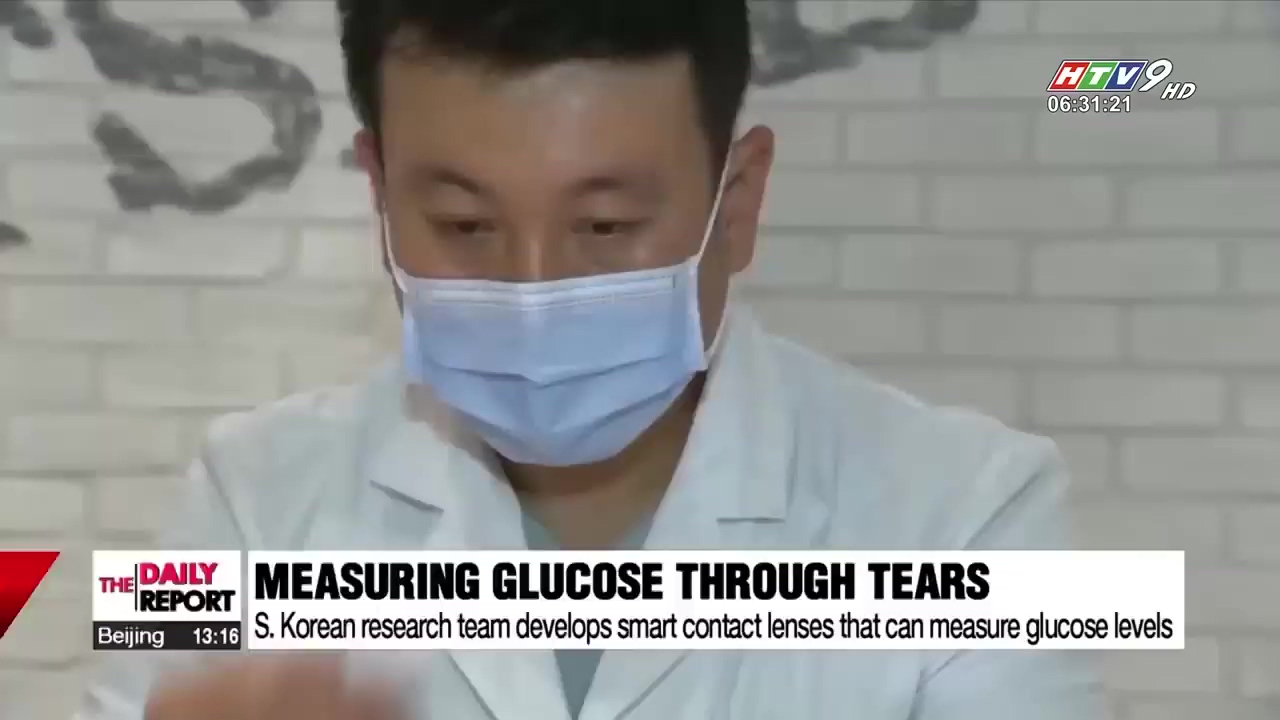 HTV9 HD
06:31:21
MEASURING GLUCOSE THROUGH TEARS
THE DAILY REPORT
S. Korean research team develops smart contact lenses that can measure glucose levels
Beijing 13:16